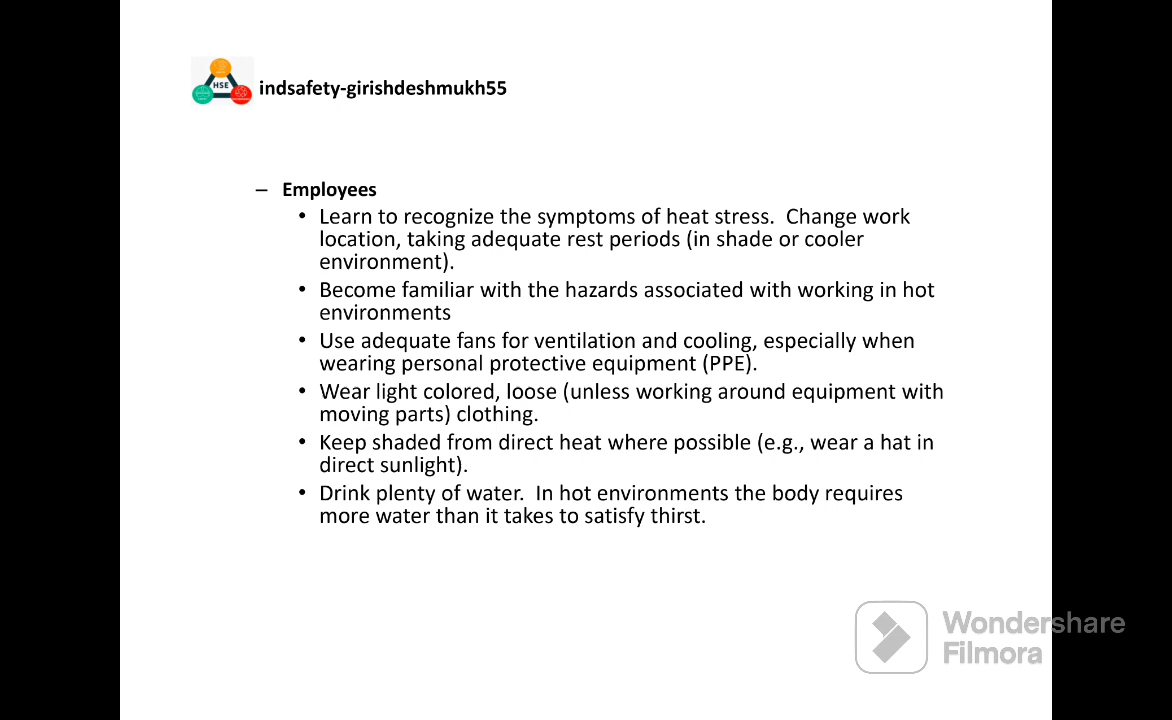 HSE
indsafety-girishdeshmukh55
– Employees
• Learn to recognize the symptoms of heat stress.  Change work
location, taking adequate rest periods (in shade or cooler
environment).
• Become familiar with the hazards associated with working in hot
environments
• Use adequate fans for ventilation and cooling, especially when
wearing personal protective equipment (PPE).
• Wear light colored, loose (unless working around equipment with
moving parts) clothing.
• Keep shaded from direct heat where possible (e.g., wear a hat in
direct sunlight).
• Drink plenty of water.  In hot environments the body requires
more water than it takes to satisfy thirst.
Wondershare
Filmora